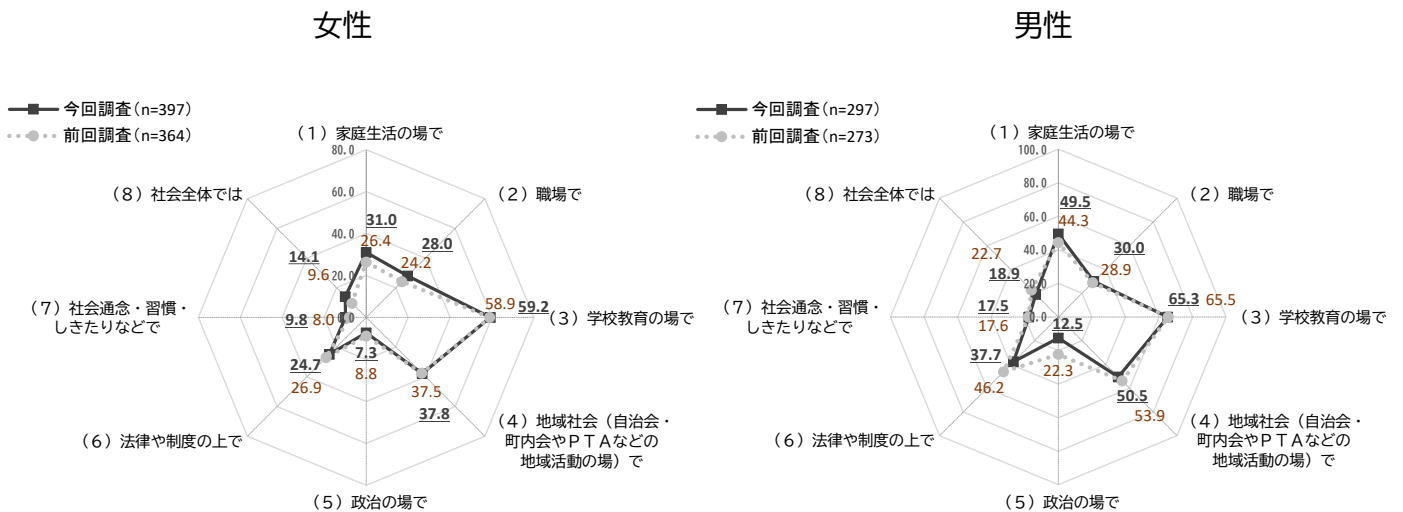 女性
今回調査(n=397)
前回調査(n=364)
(1)家庭生活の場で
80.0
60.0
40.0
20.0
0.0
(2)職場で
(3)学校教育の場で
(4)地域社会(自治会・
町内会やPTAなどの
地域活動の場)で
(5)政治の場で
(6)法律や制度の上で
(7)社会通念・習慣・
しきたりなどで
(8)社会全体では
31.0
26.4
28.0
24.2
58.9
59.2
37.5
37.8
7.3
8.8
24.7
26.9
9.8
8.0
14.1
9.6
男性
今回調査(n=297)
前回調査(n=273)
(1)家庭生活の場で
100.0
80.0
60.0
40.0
20.0
0.0
(2)職場で
(3)学校教育の場で
(4)地域社会(自治会・
町内会やPTAなどの
地域活動の場)で
(5)政治の場で
(6)法律や制度の上で
(7)社会通念・習慣・
しきたりなどで
(8)社会全体では
49.5
44.3
30.0
28.9
65.3
65.5
50.5
53.9
12.5
22.3
37.7
46.2
17.5
17.6
22.7
18.9